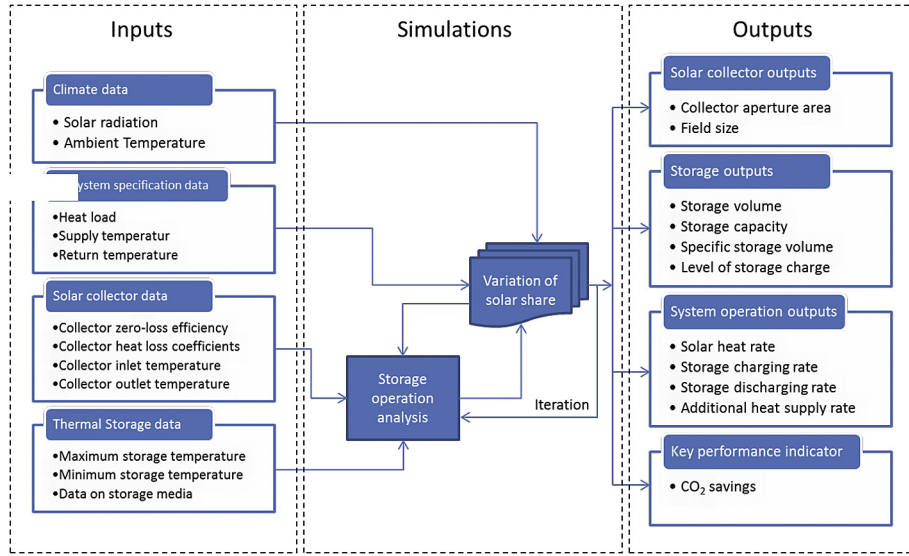 Inputs
Climate data
• Solar radiation
• Ambient Temperature
ystem specification data
•Heat load
•Supply temperatur
•Return temperature
Solar collector data
•Collector zero-loss efficiency
•Collector heat loss coefficients
•Collector inlet temperature
•Collector outlet temperature
Thermal Storage data
•Maximum storage temperature
•Minimum storage temperature
•Data on storage media
Simulations
Variation of
solar share
Storage
operation
analysis
Iteration
Outputs
Solar collector outputs
• Collector aperture area
• Field size
Storage outputs
• Storage volume
• Storage capacity
• Specific storage volume
• Level of storage charge
System operation outputs
• Solar heat rate
• Storage charging rate
• Storage discharging rate
• Additional heat supply rate
Key performance indicator
• CO₂ savings